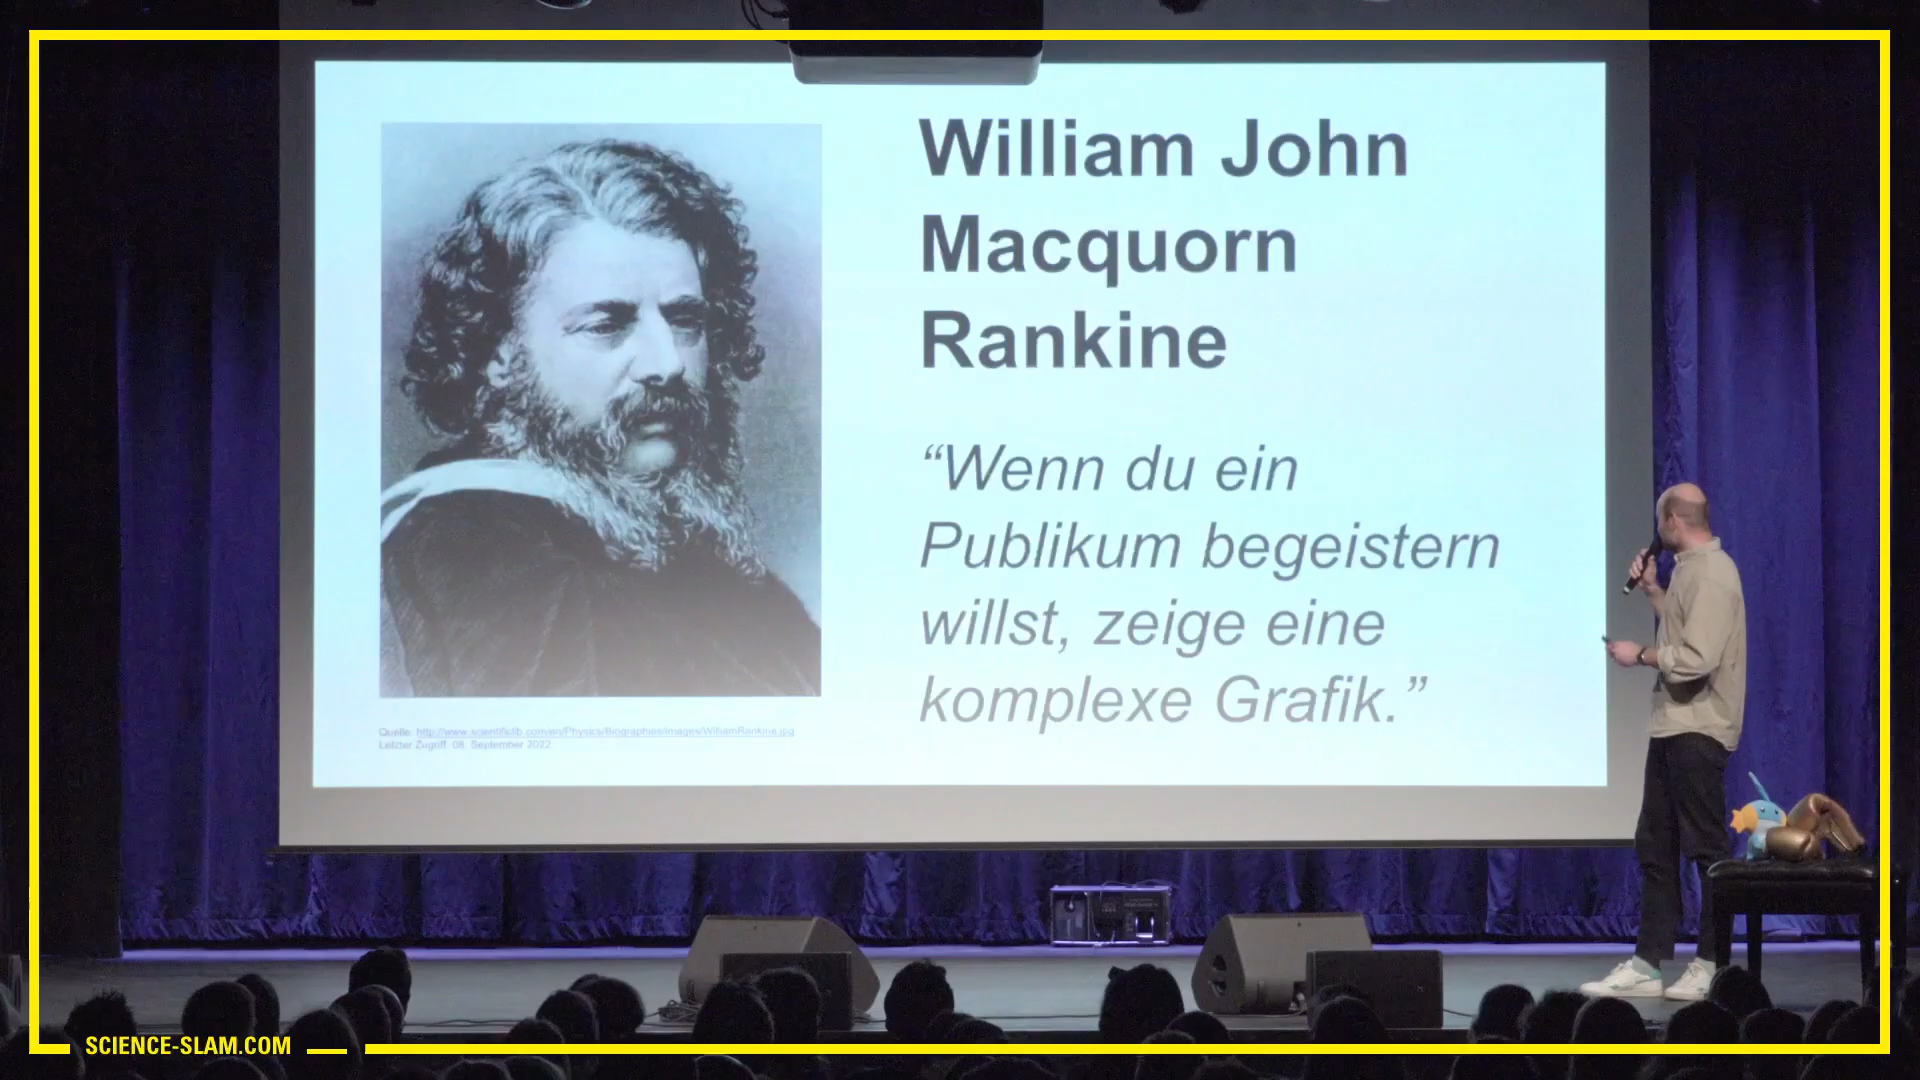 William John
Macquorn
Rankine
“Wenn du ein
Publikum begeistern
willst, zeige eine
komplexe Grafik.”
Quelle: http://www.scientificlib.com/en/Physics/Biographies/images/WilliamRankine.jpg
Letzter Zugriff: 08. September 2022
SCIENCE-SLAM.COM